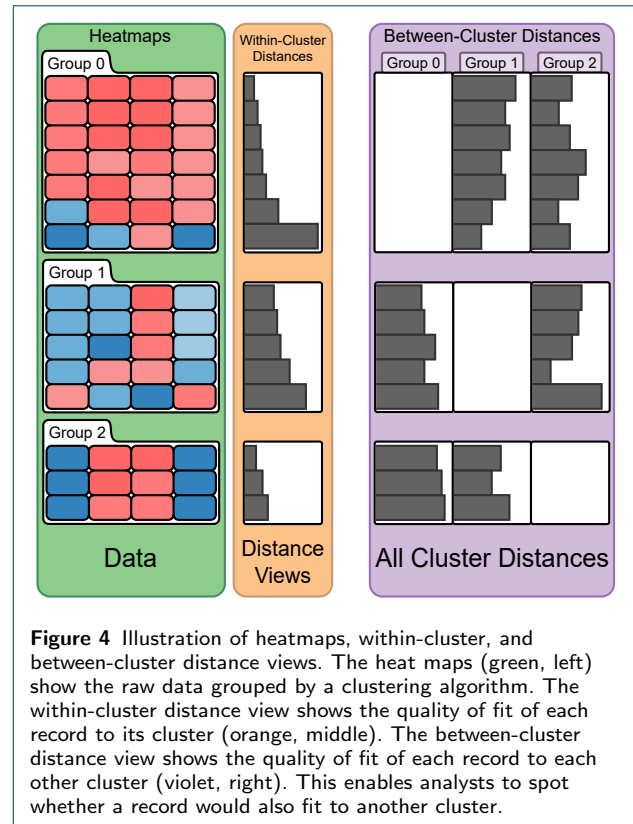 Heatmaps
Within-Cluster
Distances
Between-Cluster Distances
Group 0
Group 0
Group 1
Group 2
Group 1
Group 2
Data
Distance
Views
All Cluster Distances
Figure 4 Illustration of heatmaps, within-cluster, and
between-cluster distance views. The heat maps (green, left)
show the raw data grouped by a clustering algorithm. The
within-cluster distance view shows the quality of fit of each
record to its cluster (orange, middle). The between-cluster
distance view shows the quality of fit of each record to each
other cluster (violet, right). This enables analysts to spot
whether a record would also fit to another cluster.